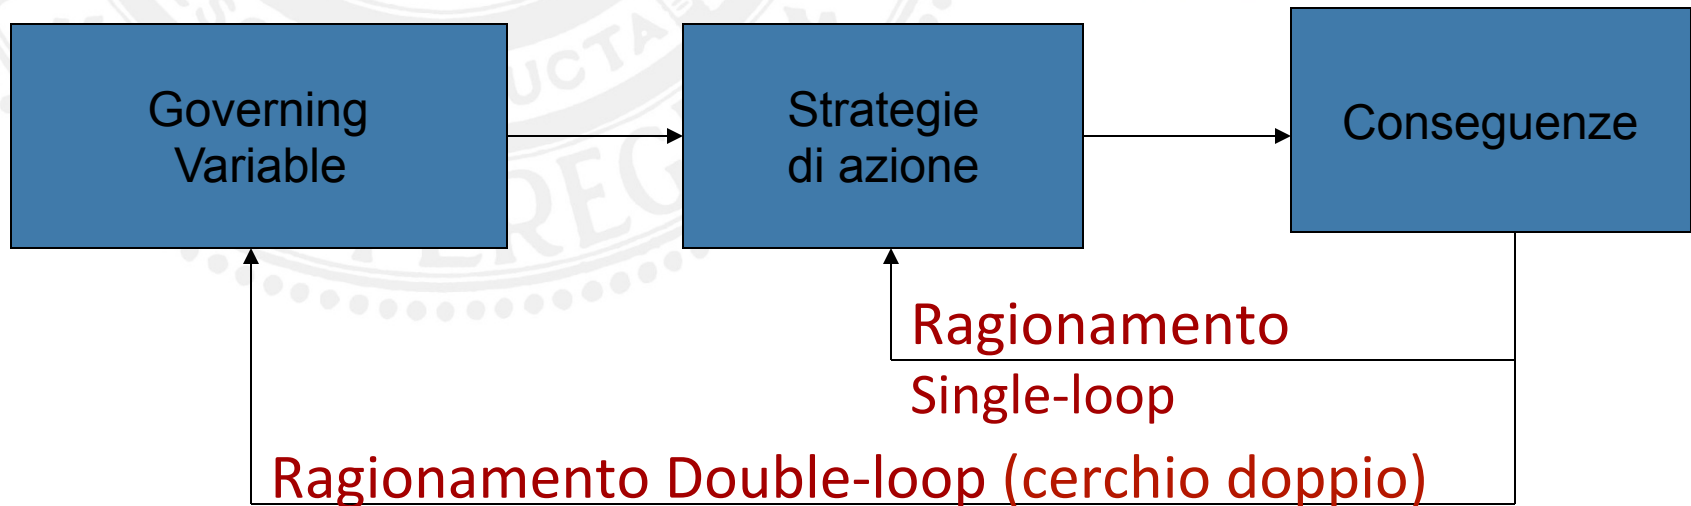 Governing
Variable
Strategie
di azione
Conseguenze
Ragionamento
Single-loop
Ragionamento Double-loop (cerchio doppio)